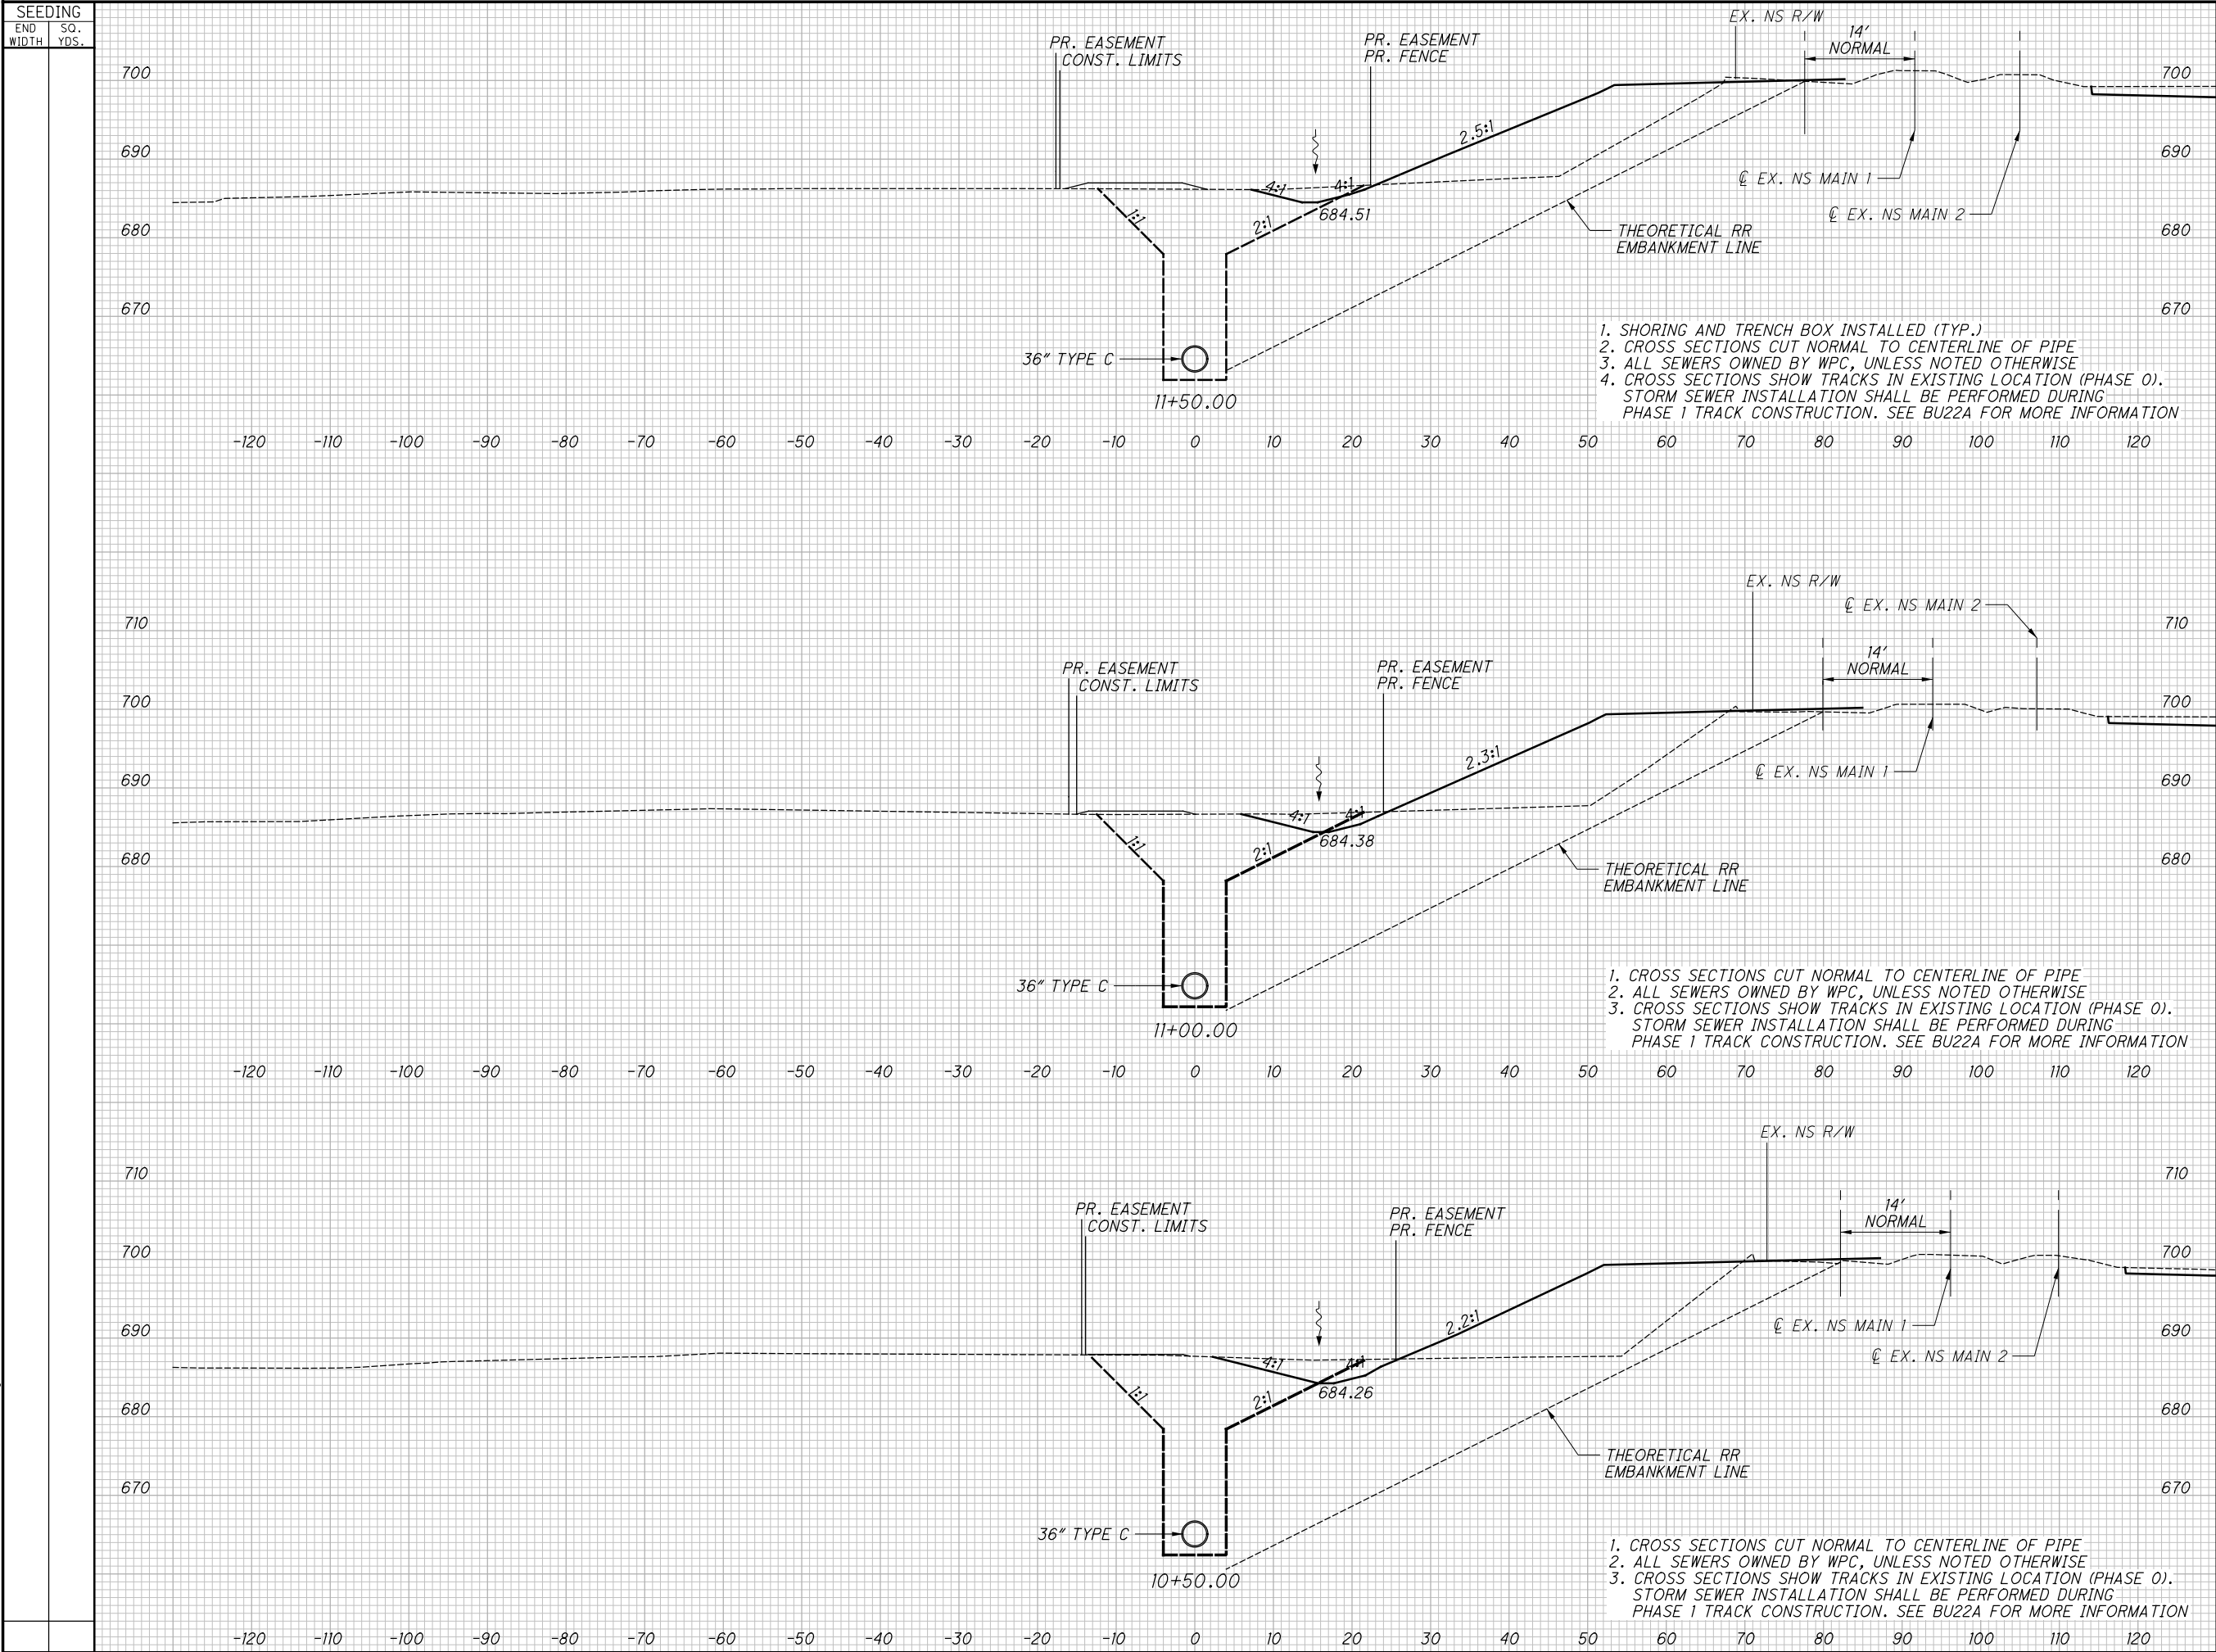 SEEDING
END WIDTH
SQ. YDS.
EX. NS R/W
14'
NORMAL
PR. EASEMENT
CONST. LIMITS
PR. EASEMENT
PR. FENCE
700
700
2.5:1
690
690
℄ EX. NS MAIN 1
4:1
4:1
1:1
684.51
℄ EX. NS MAIN 2
2:1
680
THEORETICAL RR
EMBANKMENT LINE
680
670
670
36" TYPE C
11+50.00
1. SHORING AND TRENCH BOX INSTALLED (TYP.)
2. CROSS SECTIONS CUT NORMAL TO CENTERLINE OF PIPE
3. ALL SEWERS OWNED BY WPC, UNLESS NOTED OTHERWISE
4. CROSS SECTIONS SHOW TRACKS IN EXISTING LOCATION (PHASE 0).
STORM SEWER INSTALLATION SHALL BE PERFORMED DURING
PHASE 1 TRACK CONSTRUCTION. SEE BU22A FOR MORE INFORMATION
-120 -110 -100 -90 -80 -70 -60 -50 -40 -30 -20 -10 0 10 20 30 40 50 60 70 80 90 100 110 120
EX. NS R/W
℄ EX. NS MAIN 2
710
710
14'
NORMAL
PR. EASEMENT
CONST. LIMITS
PR. EASEMENT
PR. FENCE
700
700
2.3:1
690
℄ EX. NS MAIN 1
690
4:1
4:1
1:1
684.38
2:1
680
THEORETICAL RR
EMBANKMENT LINE
680
36" TYPE C
11+00.00
1. CROSS SECTIONS CUT NORMAL TO CENTERLINE OF PIPE
2. ALL SEWERS OWNED BY WPC, UNLESS NOTED OTHERWISE
3. CROSS SECTIONS SHOW TRACKS IN EXISTING LOCATION (PHASE 0).
STORM SEWER INSTALLATION SHALL BE PERFORMED DURING
PHASE 1 TRACK CONSTRUCTION. SEE BU22A FOR MORE INFORMATION
-120 -110 -100 -90 -80 -70 -60 -50 -40 -30 -20 -10 0 10 20 30 40 50 60 70 80 90 100 110 120
EX. NS R/W
710
710
14'
NORMAL
PR. EASEMENT
CONST. LIMITS
PR. EASEMENT
PR. FENCE
700
700
2.2:1
℄ EX. NS MAIN 1
690
690
℄ EX. NS MAIN 2
4:1
4:1
1:1
684.26
2:1
680
680
THEORETICAL RR
EMBANKMENT LINE
670
670
36" TYPE C
10+50.00
1. CROSS SECTIONS CUT NORMAL TO CENTERLINE OF PIPE
2. ALL SEWERS OWNED BY WPC, UNLESS NOTED OTHERWISE
3. CROSS SECTIONS SHOW TRACKS IN EXISTING LOCATION (PHASE 0).
STORM SEWER INSTALLATION SHALL BE PERFORMED DURING
PHASE 1 TRACK CONSTRUCTION. SEE BU22A FOR MORE INFORMATION
-120 -110 -100 -90 -80 -70 -60 -50 -40 -30 -20 -10 0 10 20 30 40 50 60 70 80 90 100 110 120